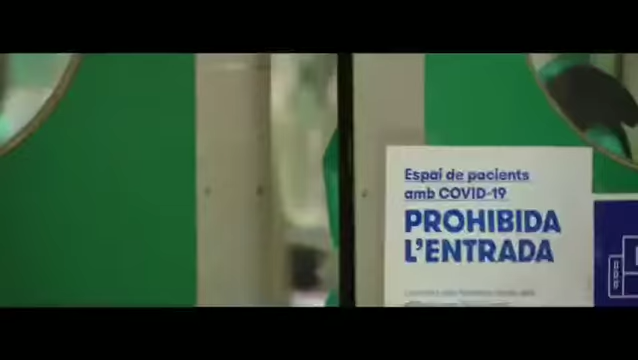 Espai de pacients
amb COVID-19
PROHIBIDA
L'ENTRADA